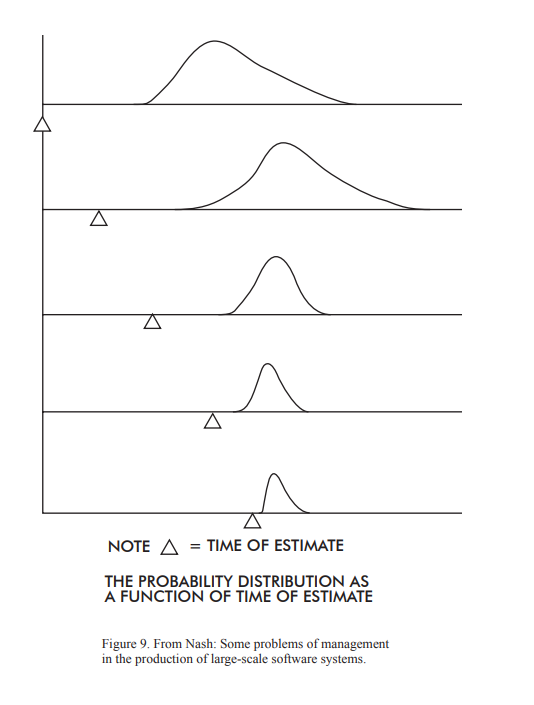 NOTE △ = TIME OF ESTIMATE
THE PROBABILITY DISTRIBUTION AS
A FUNCTION OF TIME OF ESTIMATE
Figure 9. From Nash: Some problems of management
in the production of large-scale software systems.